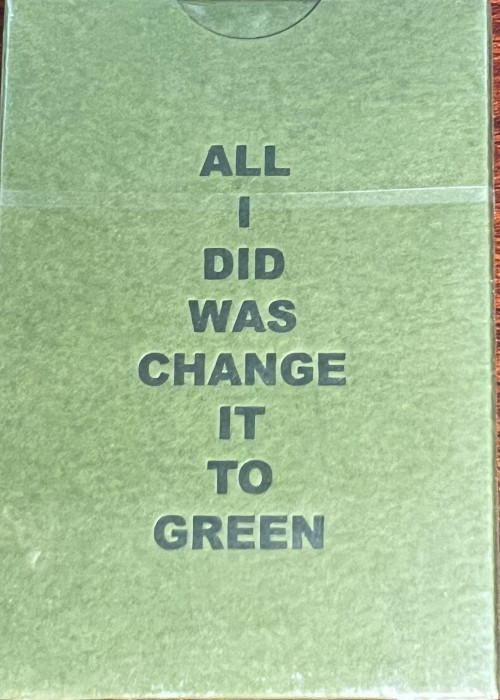 ALL
I
DID
WAS
CHANGE
IT
TO
GREEN